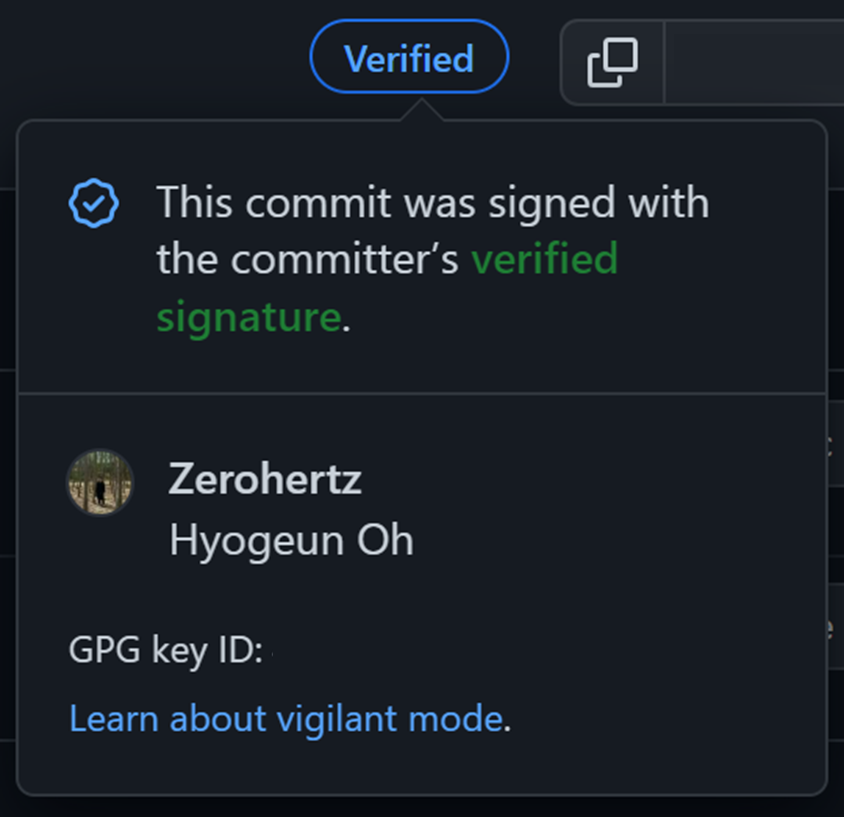 Verified
This commit was signed with
the committer’s verified
signature.
Zerohertz
Hyogeun Oh
GPG key ID:
Learn about vigilant mode.